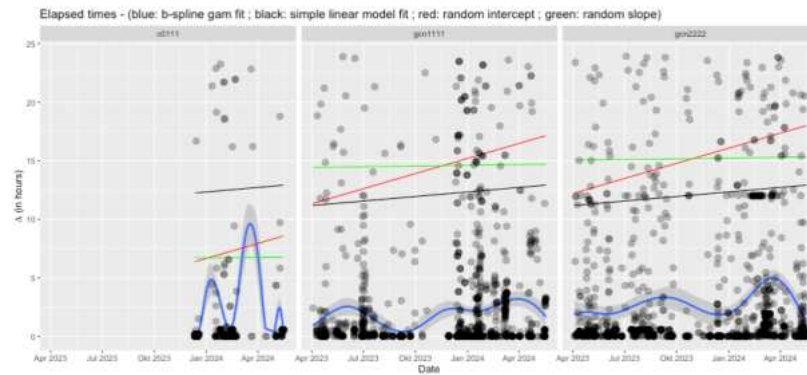 Elapsed times - (blue: b-spline gam fit ; black: simple linear model fit ; red: random intercept ; green: random slope)
gcn1111
gcn2222
25
20
15
10
5
0
Δ (in hours)
Apr 2023 Jul 2023 Okt 2023 Jan 2024 Apr 2024
Apr 2023 Jul 2023 Okt 2023 Jan 2024 Apr 2024
Apr 2023 Jul 2023 Okt 2023 Jan 2024 Apr 2024
Date